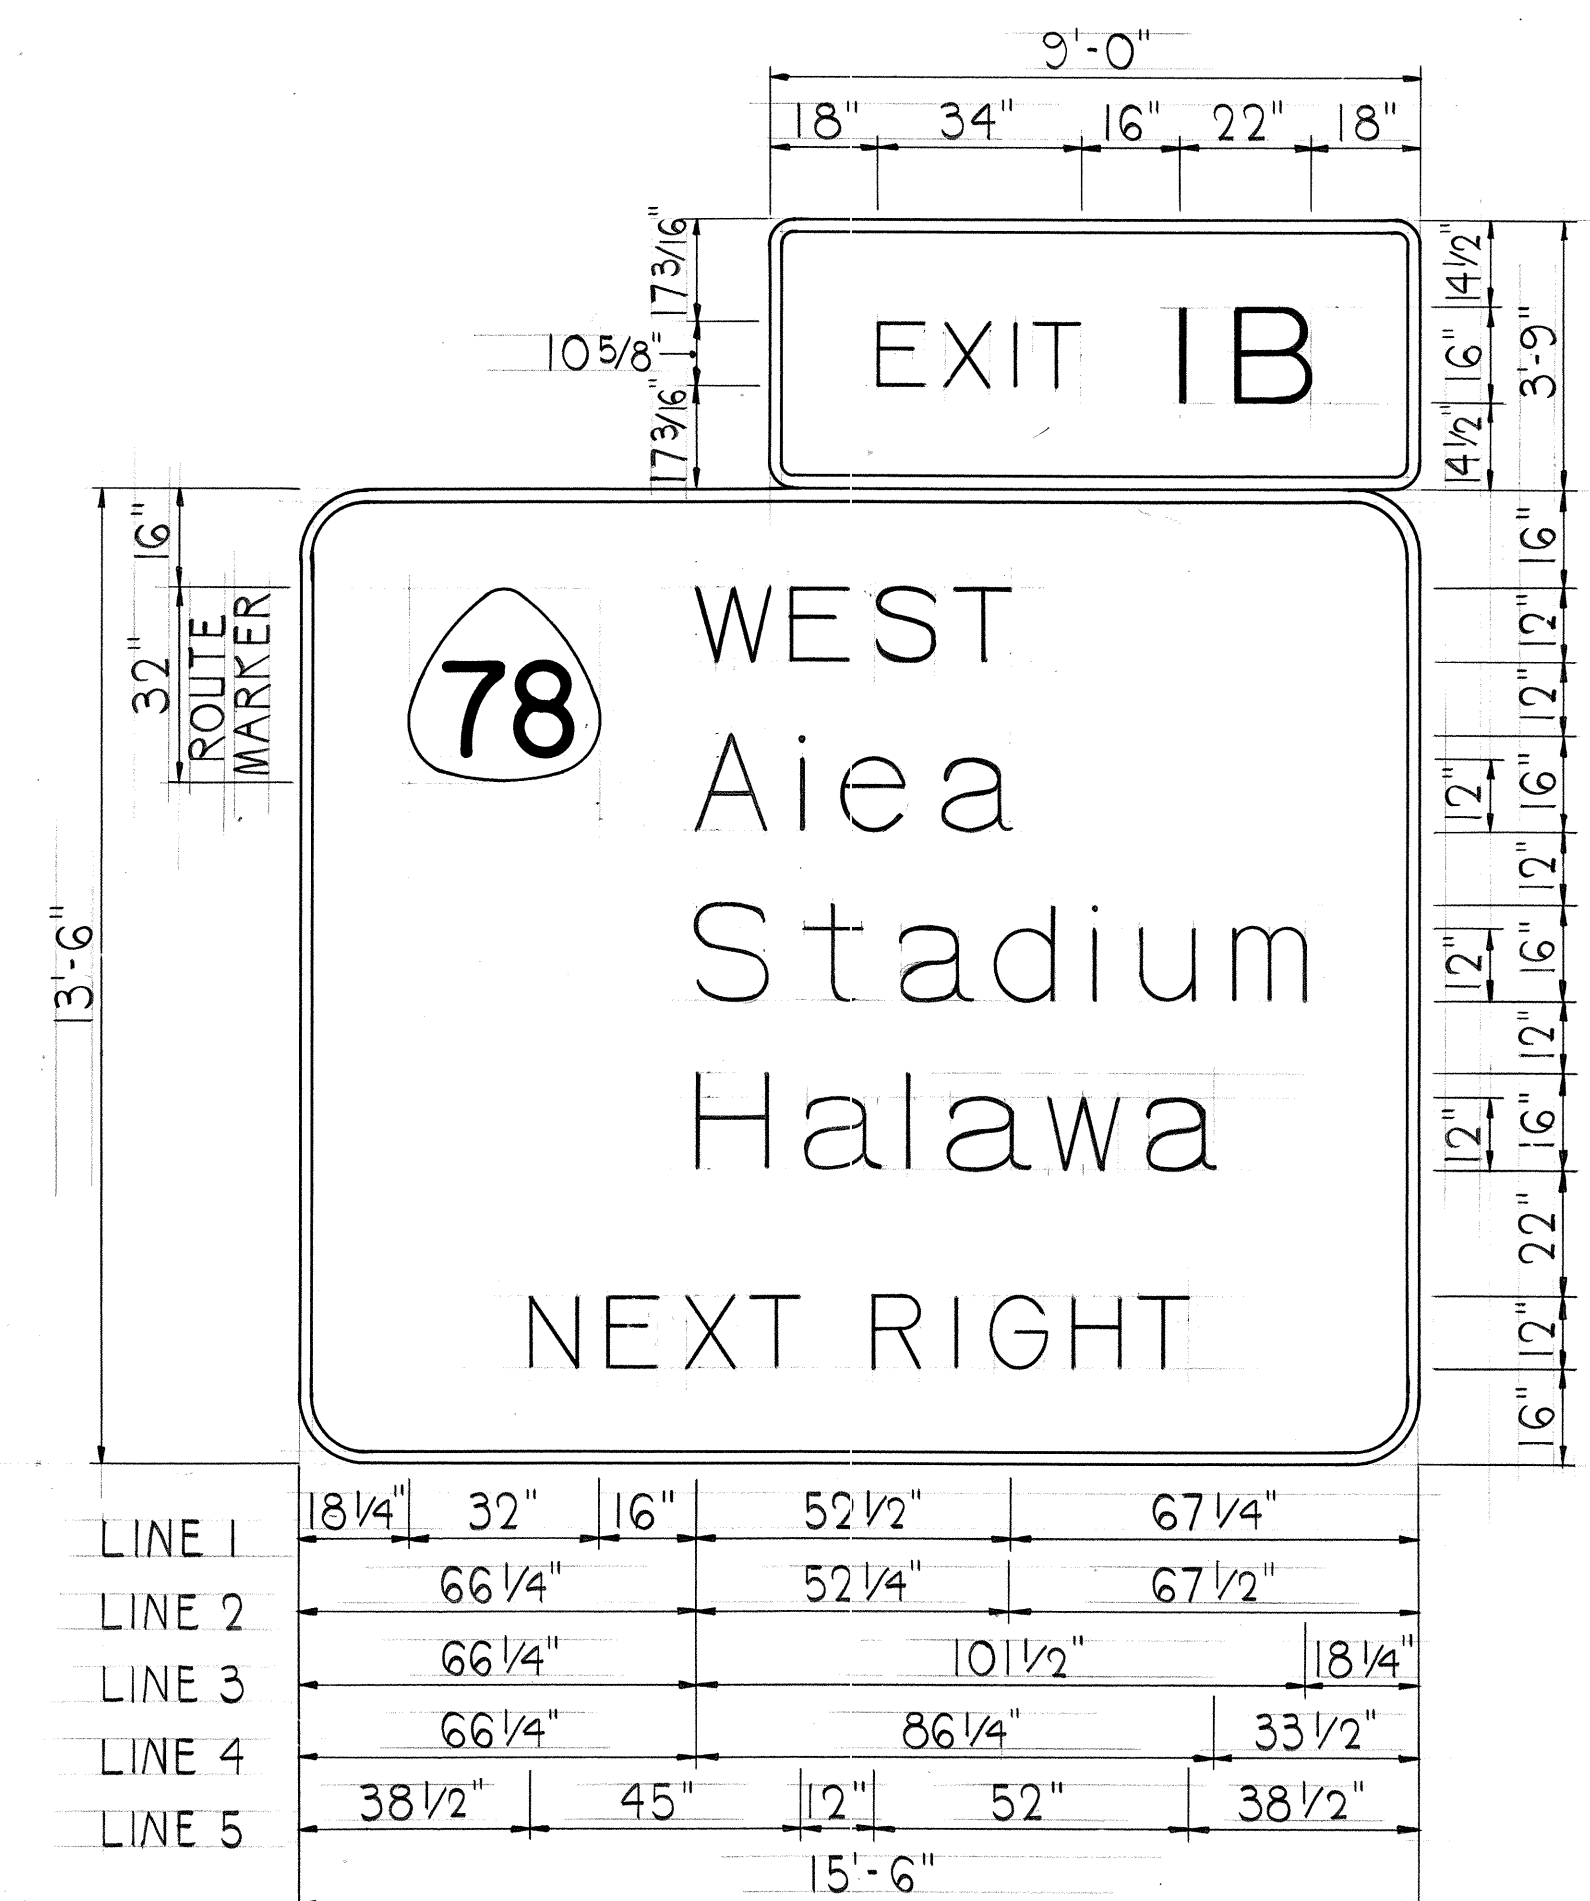 9'-0"
18" 34" 16" 22" 18"
17 3/16"
10 5/8"
17 3/16"
EXIT 1B
14 1/2"
16"
14 1/2"
3'-9"
16"
32"
ROUTE
MARKER
13'-6"
78
WEST
Aiea
Stadium
Halawa
NEXT RIGHT
16"
12"
12"
12" 16"
12"
12" 16"
12"
12" 16"
22"
12"
16"
LINE 1 18 1/4" 32" 16" 52 1/2" 67 1/4"
LINE 2 66 1/4" 52 1/4" 67 1/2"
LINE 3 66 1/4" 101 1/2" 18 1/4"
LINE 4 66 1/4" 86 1/4" 33 1/2"
LINE 5 38 1/2" 45" 12" 52" 38 1/2"
15'-6"